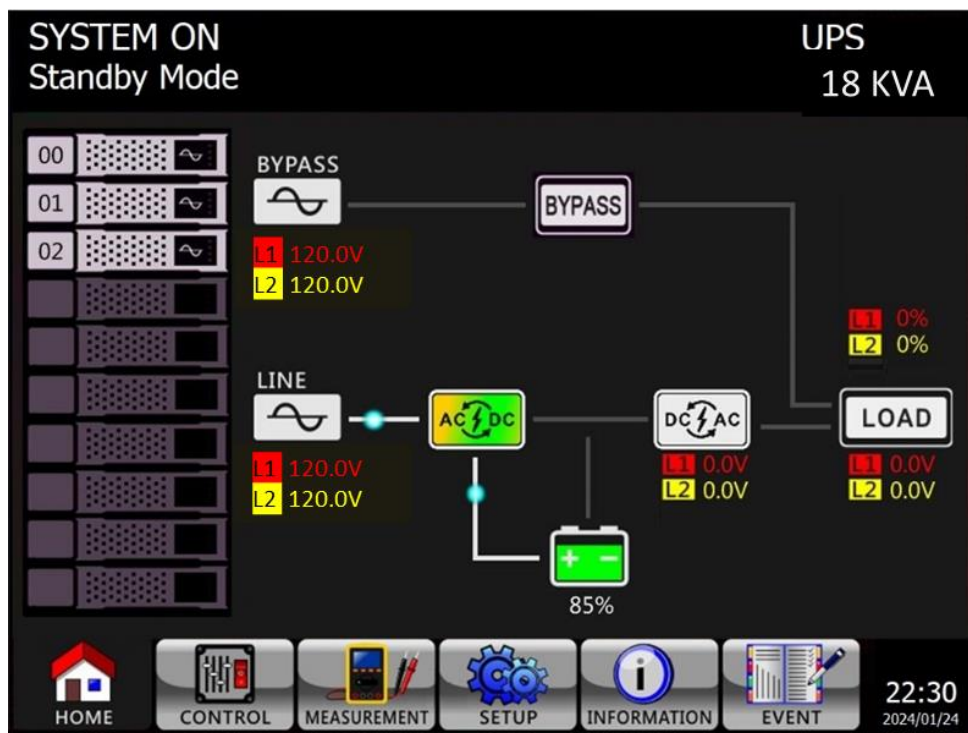 SYSTEM ON
Standby Mode
UPS
18 KVA
00
01
02
BYPASS
L1 120.0V
L2 120.0V
BYPASS
L1 0%
L2 0%
LINE
L1 120.0V
L2 120.0V
AC DC
DC AC
L1 0.0V
L2 0.0V
LOAD
L1 0.0V
L2 0.0V
+ -
85%
HOME
CONTROL
MEASUREMENT
SETUP
INFORMATION
EVENT
22:30
2024/01/24